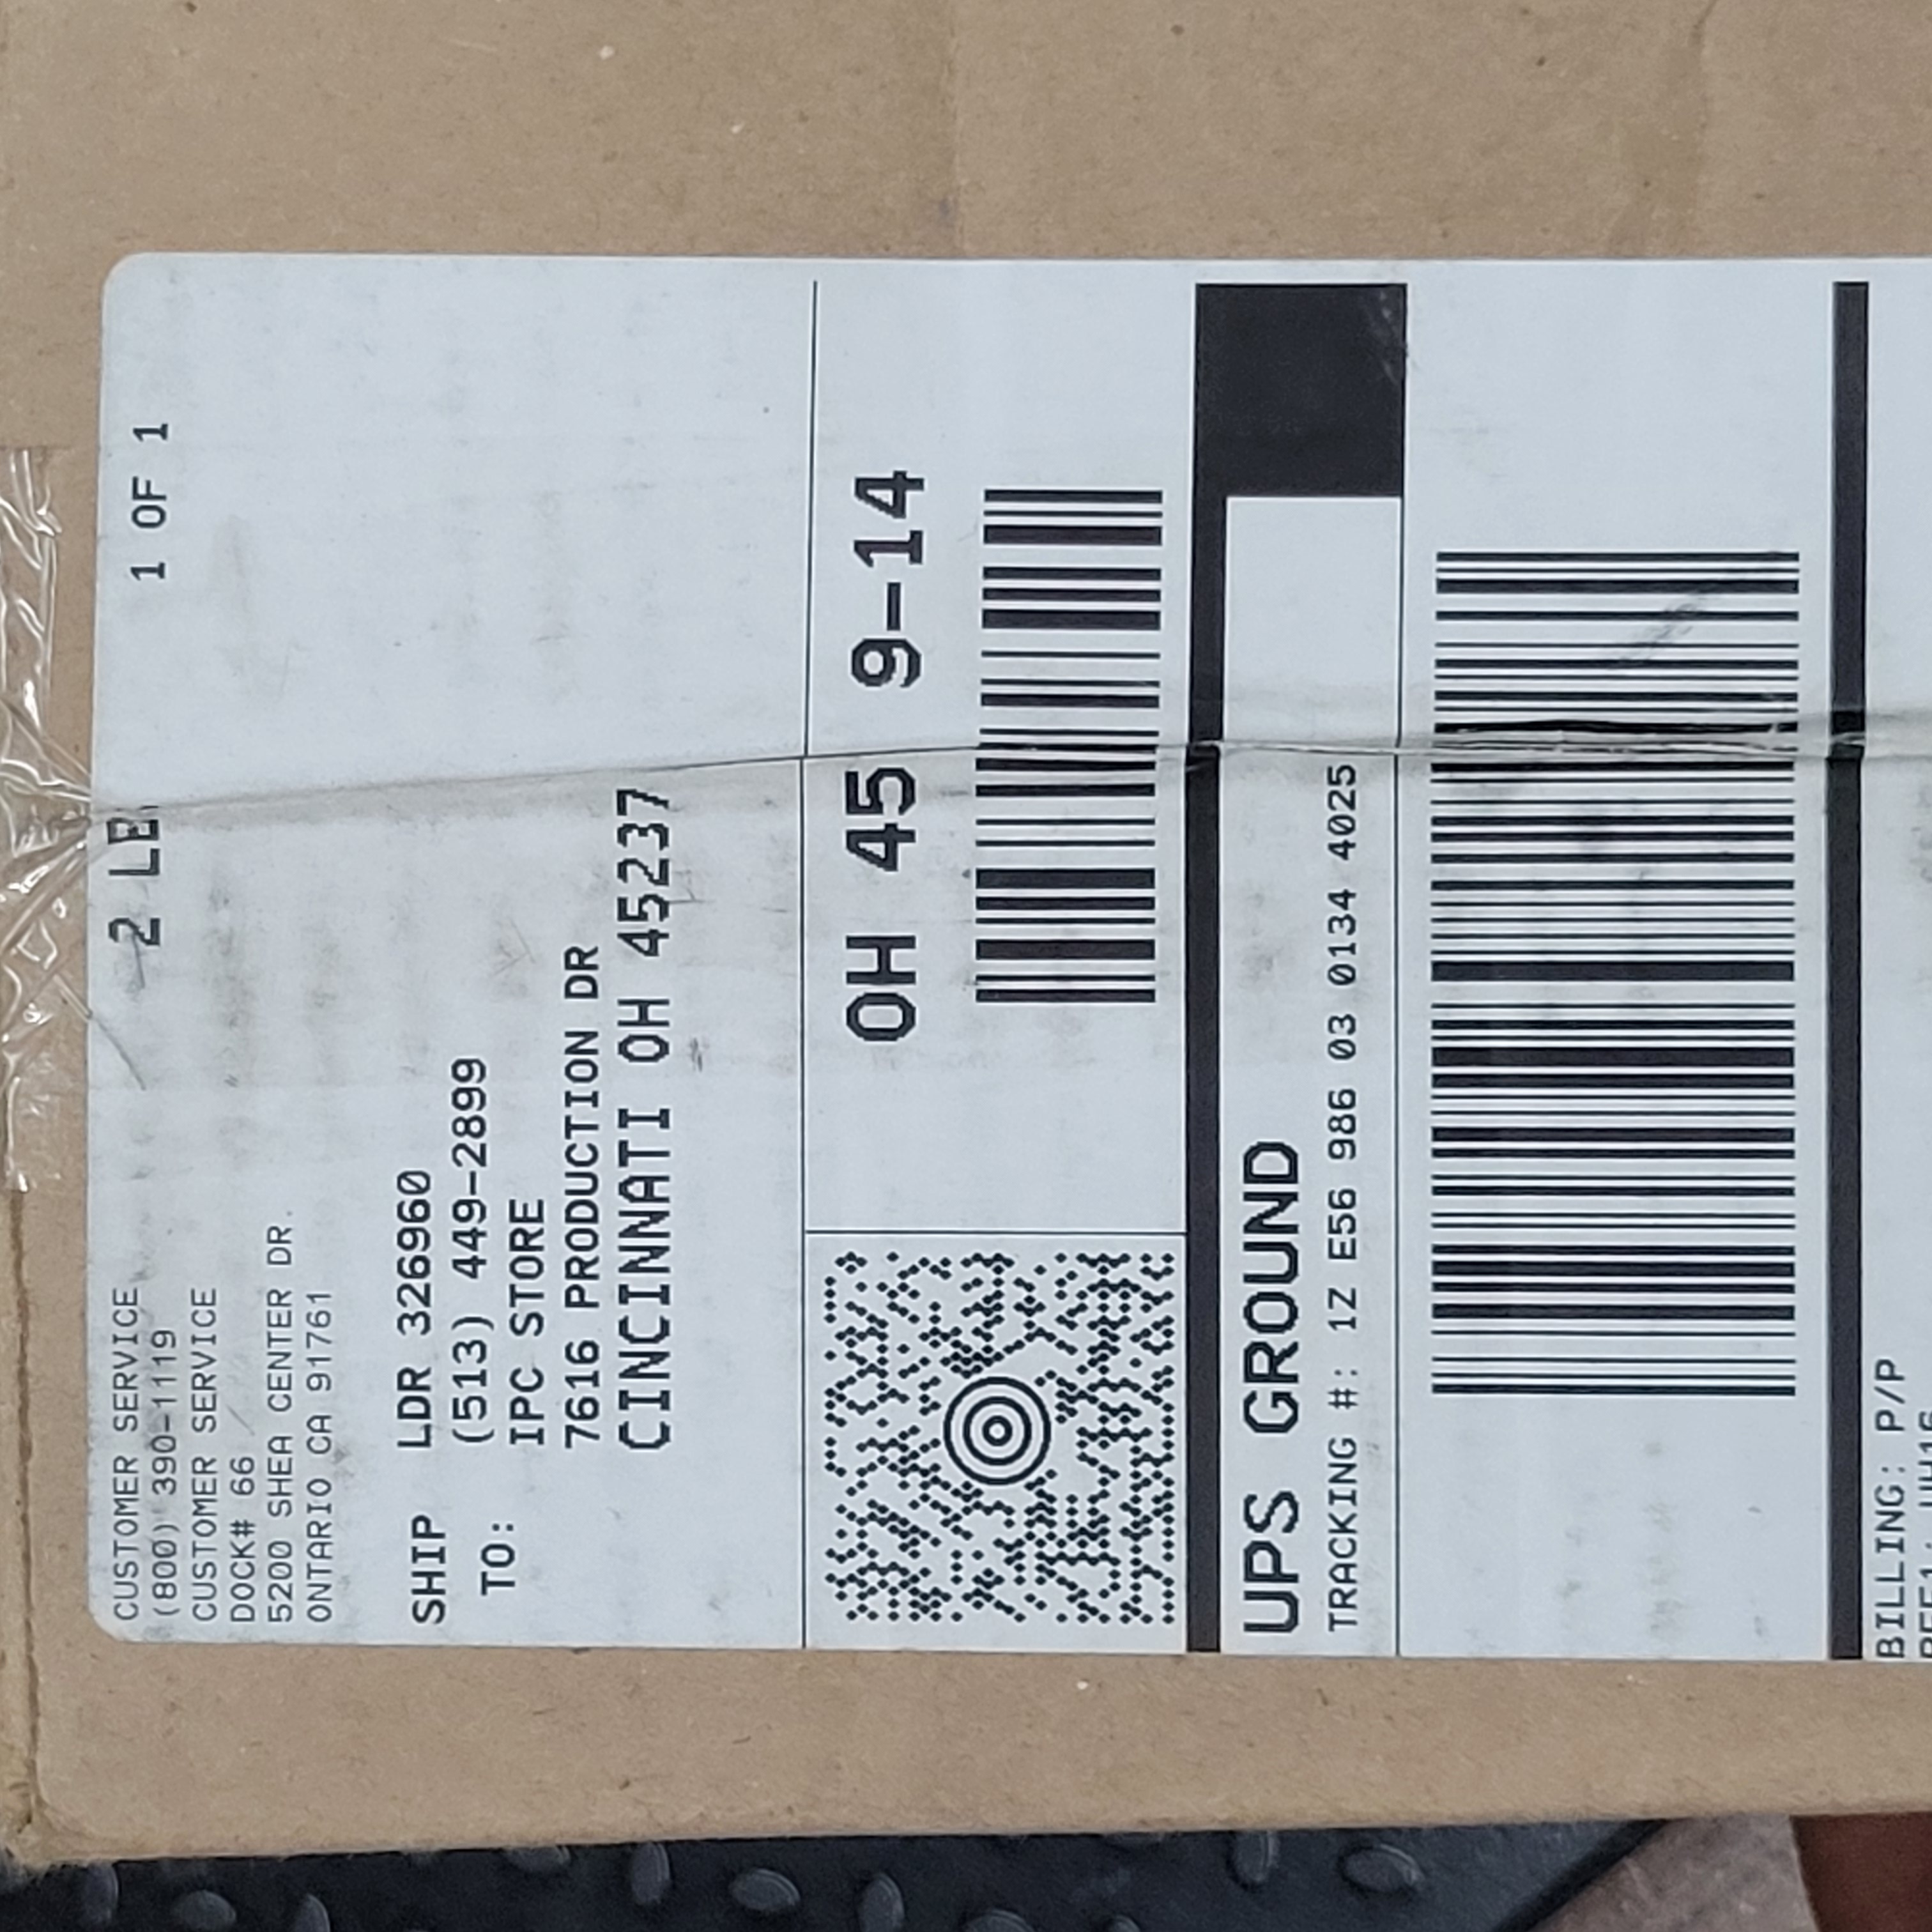 CUSTOMER SERVICE
(800) 390-1119
CUSTOMER SERVICE
DOCK# 66
5200 SHEA CENTER DR.
ONTARIO CA 91761
2
1 OF 1
SHIP
TO:
LDR 326960
(513) 449-2899
IPC STORE
7616 PRODUCTION DR
CINCINNATI OH 45237
OH 45 9-14
UPS GROUND
TRACKING #: 1Z E56 986 03 0134 4025
BILLING: P/P